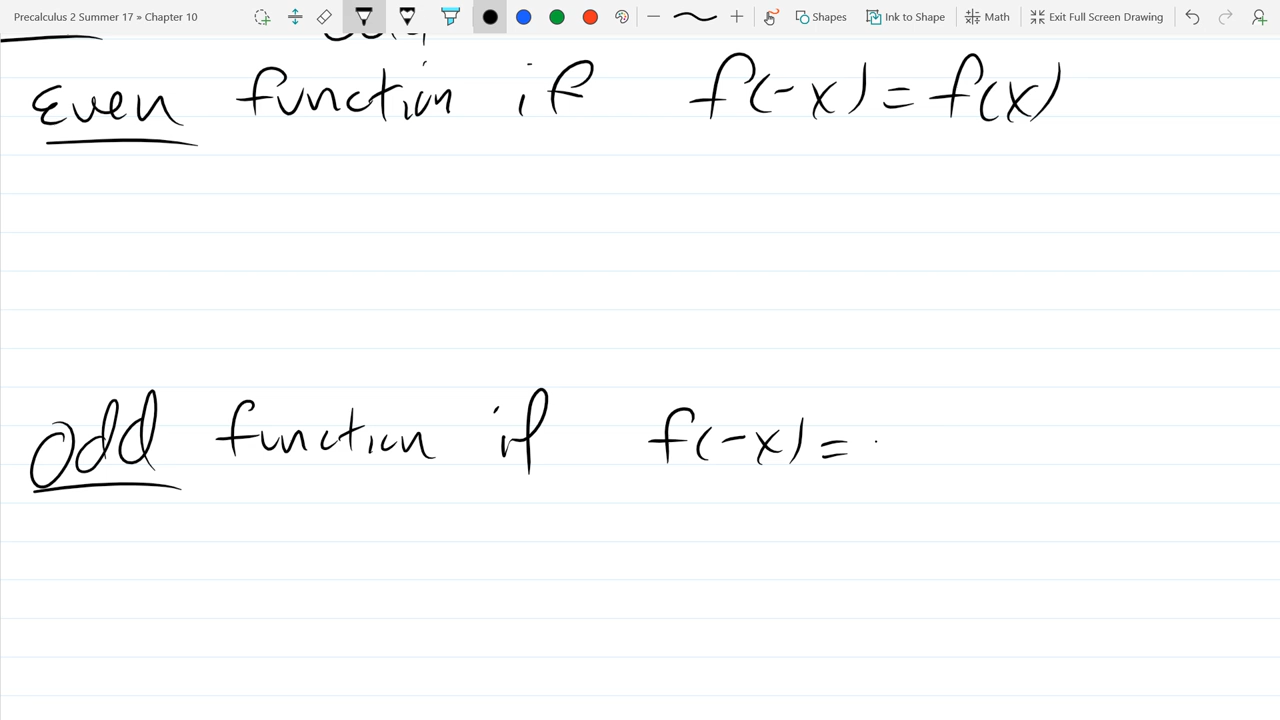 Precalculus 2 Summer 17 » Chapter 10 Shapes Ink to Shape Math Exit Full Screen Drawing
Even function if f(-x) = f(x)
Odd function if f(-x) =